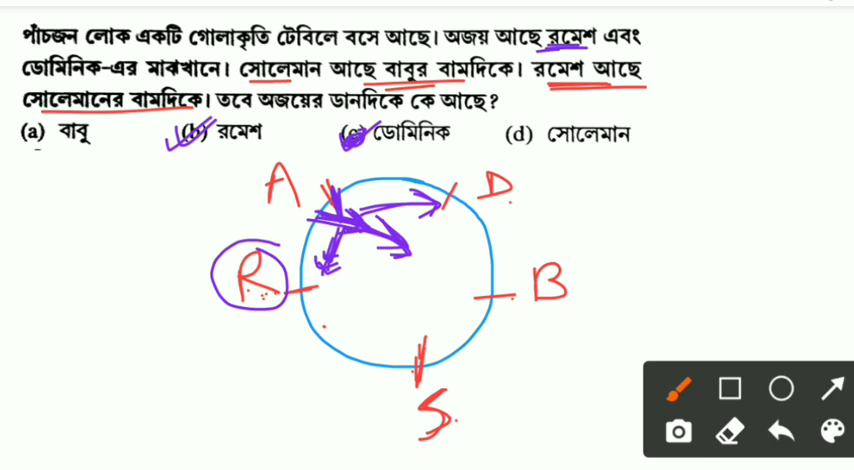 পাঁচজন লোক একটি গোলাকৃতি টেবিলে বসে আছে। অজয় আছে রমেশ এবং
ডোমিনিক-এর মাঝখানে। সোলেমান আছে বাবুর বামদিকে। রমেশ আছে
সোলেমানের বামদিকে। তবে অজয়ের ডানদিকে কে আছে?
(a) বাবু (b) রমেশ (c) ডোমিনিক (d) সোলেমান
A D.
R B
S.